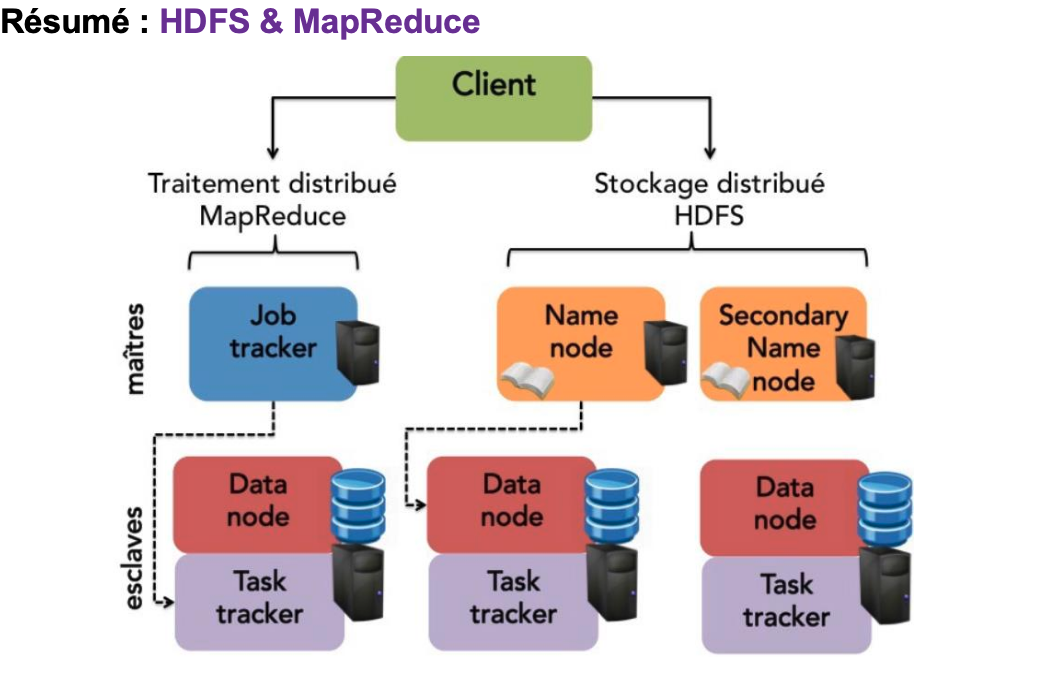 Résumé : HDFS & MapReduce
Client
Traitement distribué
MapReduce
Stockage distribué
HDFS
maîtres
Job
tracker
Name
node
Secondary
Name
node
esclaves
Data
node
Task
tracker
Data
node
Task
tracker
Data
node
Task
tracker